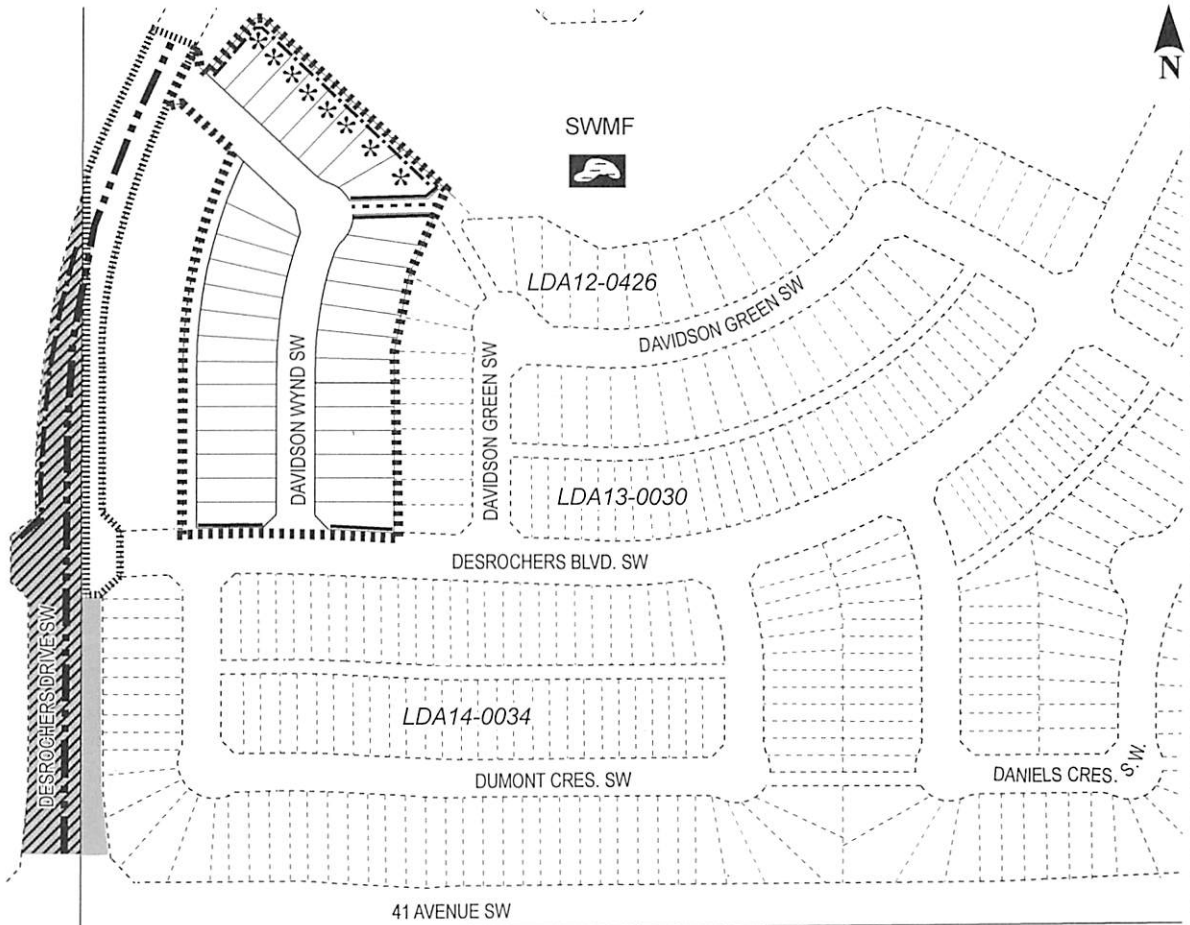 N
SWMF
LDA12-0426
DAVIDSON GREEN SW
DAVIDSON WYND SW
DAVIDSON GREEN SW
LDA13-0030
DESROCHERS BLVD. SW
DESROCHERS DRIVE SW
LDA14-0034
DUMONT CRES. SW
DANIELS CRES. S.W.
41 AVENUE SW